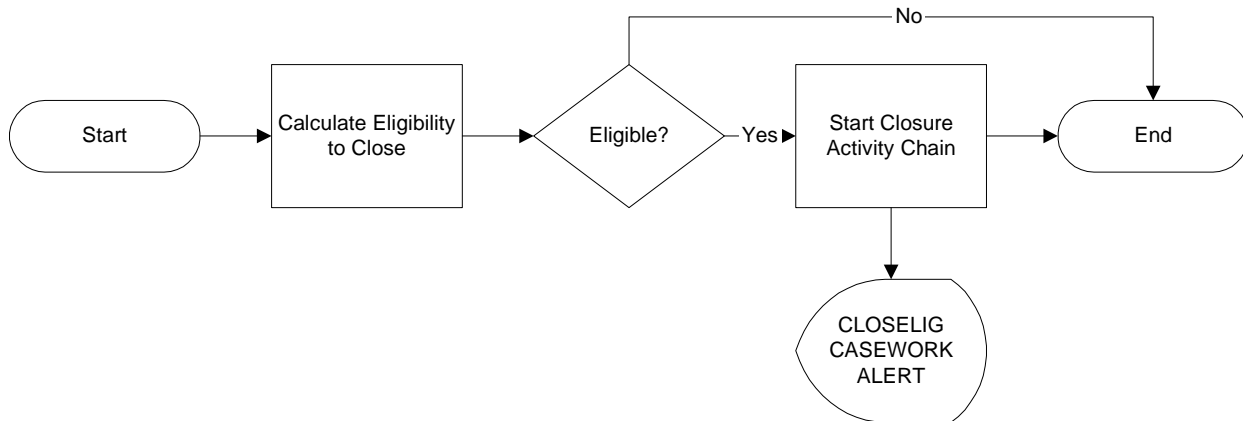 No
Start
Calculate Eligibility
to Close
Eligible?
Yes
Start Closure
Activity Chain
End
CLOSELIG
CASEWORK
ALERT